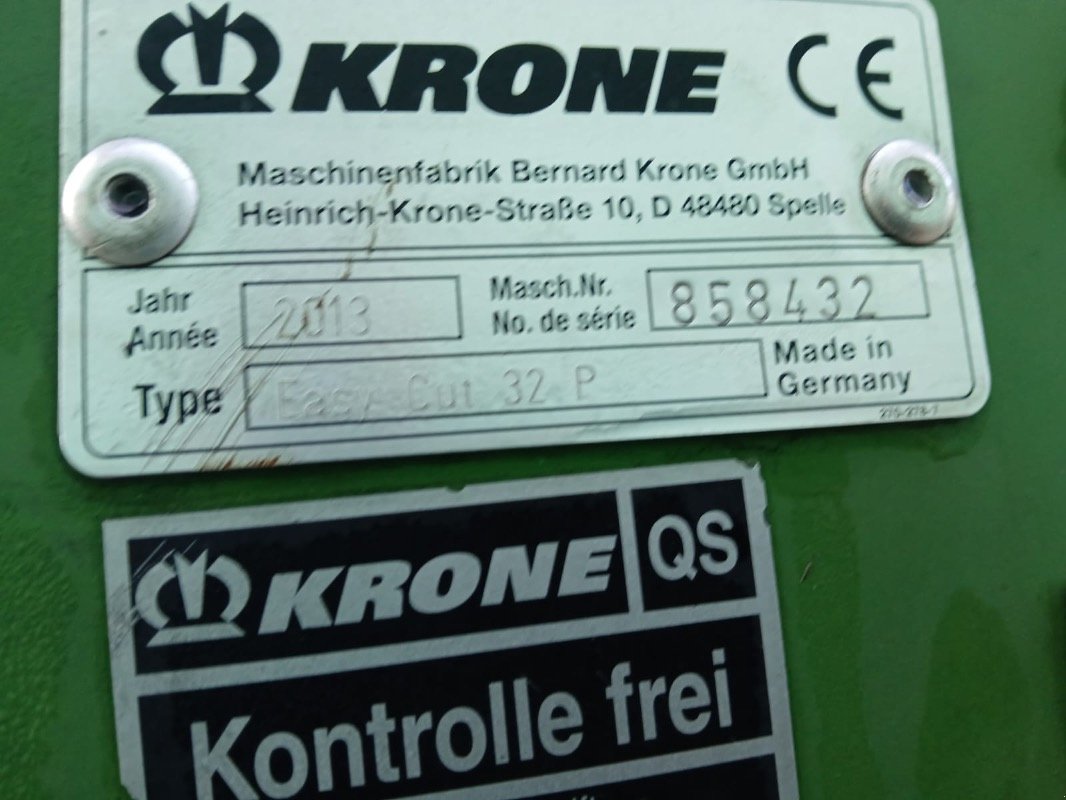 KRONE CE
Maschinenfabrik Bernard Krone GmbH
Heinrich-Krone-Straße 10, D 48480 Spelle
Jahr 2013 Masch.Nr. 858432
Année No. de série
Type Easy Cut 32 P Made in
Germany
KRONE QS
Kontrolle frei